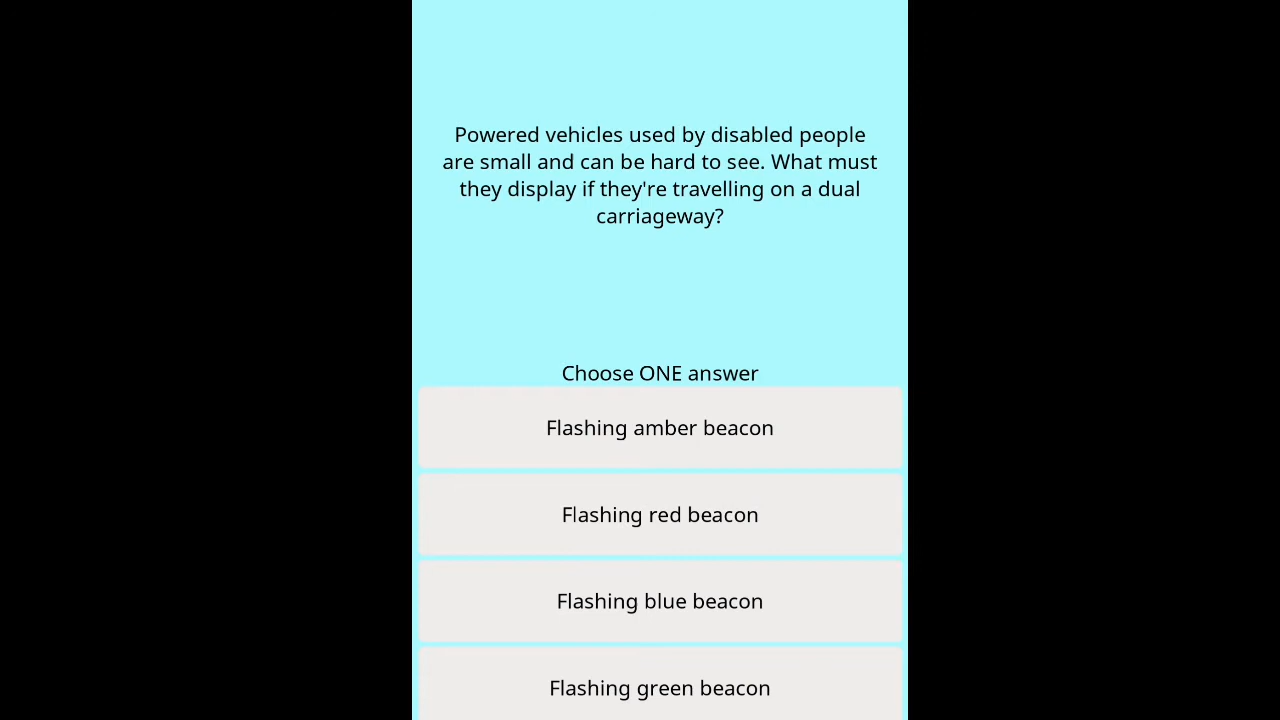 Powered vehicles used by disabled people
are small and can be hard to see. What must
they display if they're travelling on a dual
carriageway?
Choose ONE answer
Flashing amber beacon
Flashing red beacon
Flashing blue beacon
Flashing green beacon